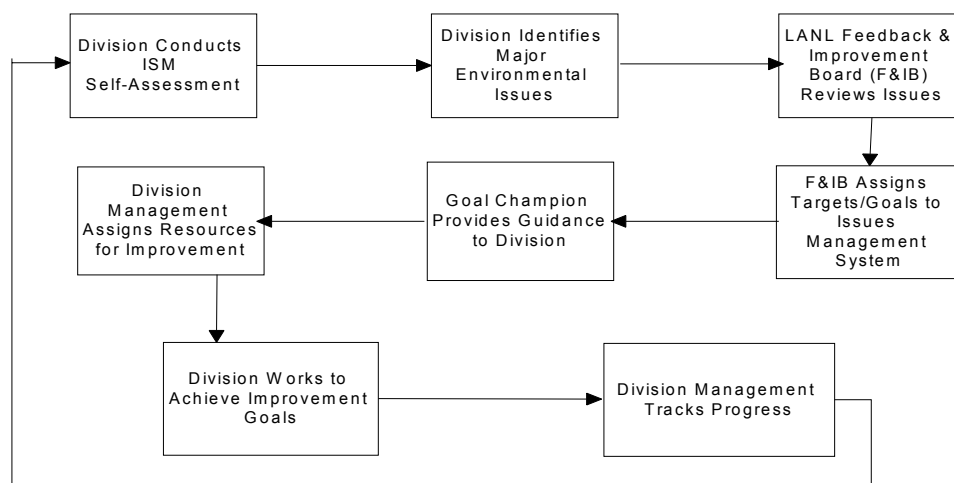 Division Conducts
ISM
Self-Assessment
Division Identifies
Major
Environmental
Issues
LANL Feedback &
Improvement
Board (F&IB)
Reviews Issues
F&IB Assigns
Targets/Goals to
Issues
Management
System
Goal Champion
Provides Guidance
to Division
Division
Management
Assigns Resources
for Improvement
Division Works to
Achieve Improvement
Goals
Division Management
Tracks Progress